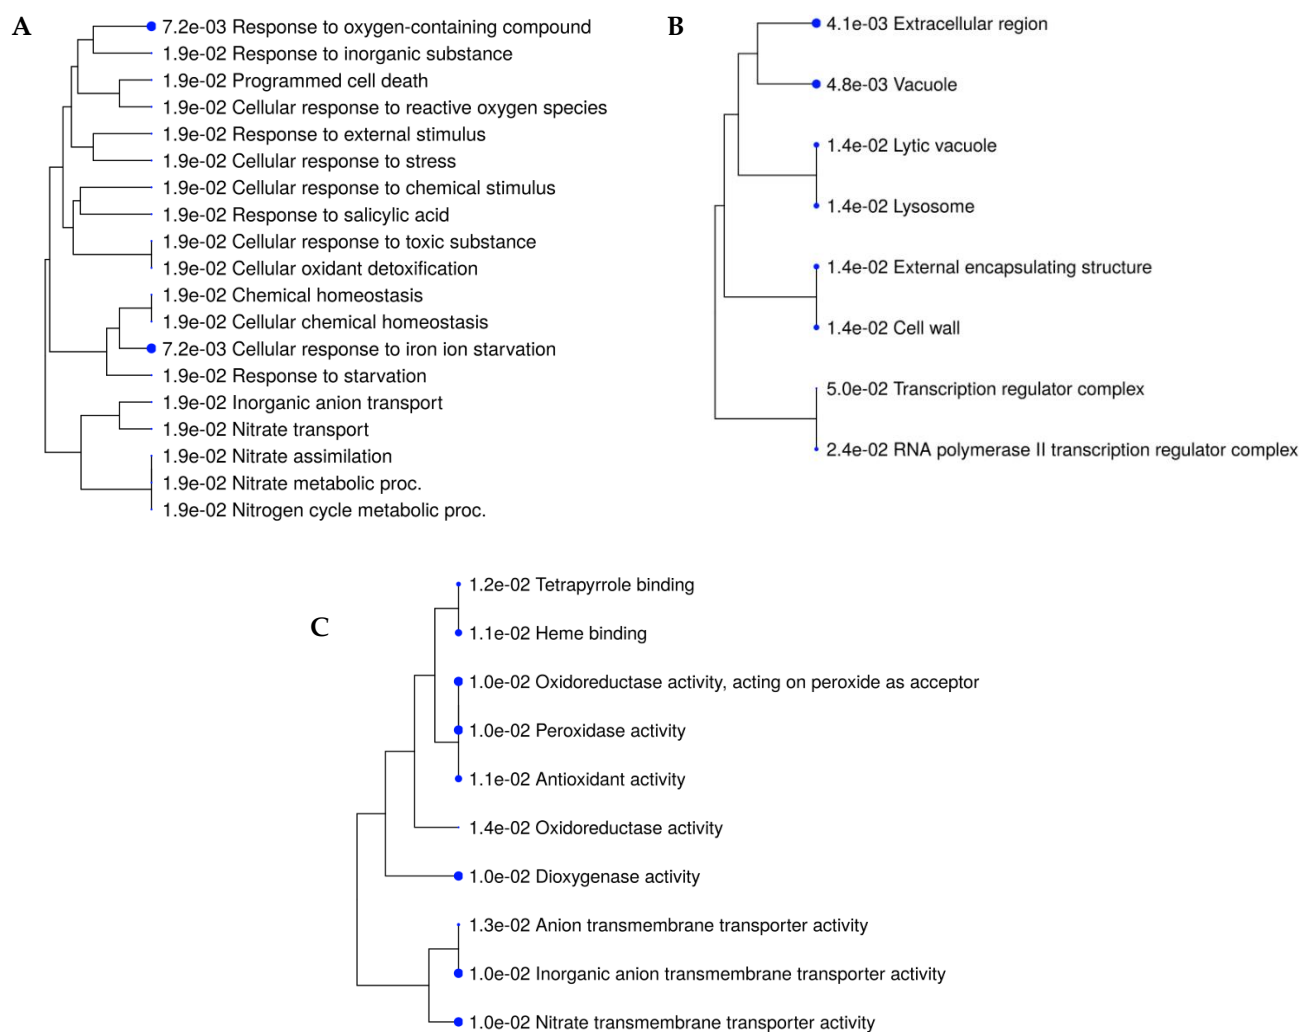 A
7.2e-03 Response to oxygen-containing compound
1.9e-02 Response to inorganic substance
1.9e-02 Programmed cell death
1.9e-02 Cellular response to reactive oxygen species
1.9e-02 Response to external stimulus
1.9e-02 Cellular response to stress
1.9e-02 Cellular response to chemical stimulus
1.9e-02 Response to salicylic acid
1.9e-02 Cellular response to toxic substance
1.9e-02 Cellular oxidant detoxification
1.9e-02 Chemical homeostasis
1.9e-02 Cellular chemical homeostasis
7.2e-03 Cellular response to iron ion starvation
1.9e-02 Response to starvation
1.9e-02 Inorganic anion transport
1.9e-02 Nitrate transport
1.9e-02 Nitrate assimilation
1.9e-02 Nitrate metabolic proc.
1.9e-02 Nitrogen cycle metabolic proc.
B
4.1e-03 Extracellular region
4.8e-03 Vacuole
1.4e-02 Lytic vacuole
1.4e-02 Lysosome
1.4e-02 External encapsulating structure
1.4e-02 Cell wall
5.0e-02 Transcription regulator complex
2.4e-02 RNA polymerase II transcription regulator complex
C
1.2e-02 Tetrapyrrole binding
1.1e-02 Heme binding
1.0e-02 Oxidoreductase activity, acting on peroxide as acceptor
1.0e-02 Peroxidase activity
1.1e-02 Antioxidant activity
1.4e-02 Oxidoreductase activity
1.0e-02 Dioxygenase activity
1.3e-02 Anion transmembrane transporter activity
1.0e-02 Inorganic anion transmembrane transporter activity
1.0e-02 Nitrate transmembrane transporter activity